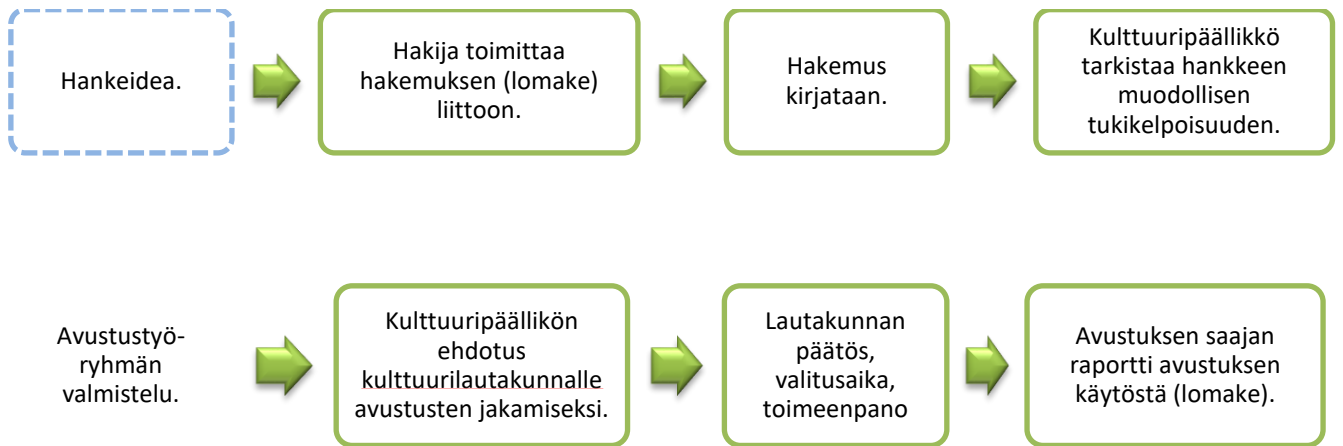 Hankeidea.
Hakija toimittaa
hakemuksen (lomake)
liittoon.
Hakemus
kirjataan.
Kulttuuripäällikkö
tarkistaa hankkeen
muodollisen
tukikelpoisuuden.
Avustustyö-
ryhmän
valmistelu.
Kulttuuripäällikön
ehdotus
kulttuurilautakunnalle
avustusten jakamiseksi.
Lautakunnan
päätös,
valitusaika,
toimeenpano
Avustuksen saajan
raportti avustuksen
käytöstä (lomake).